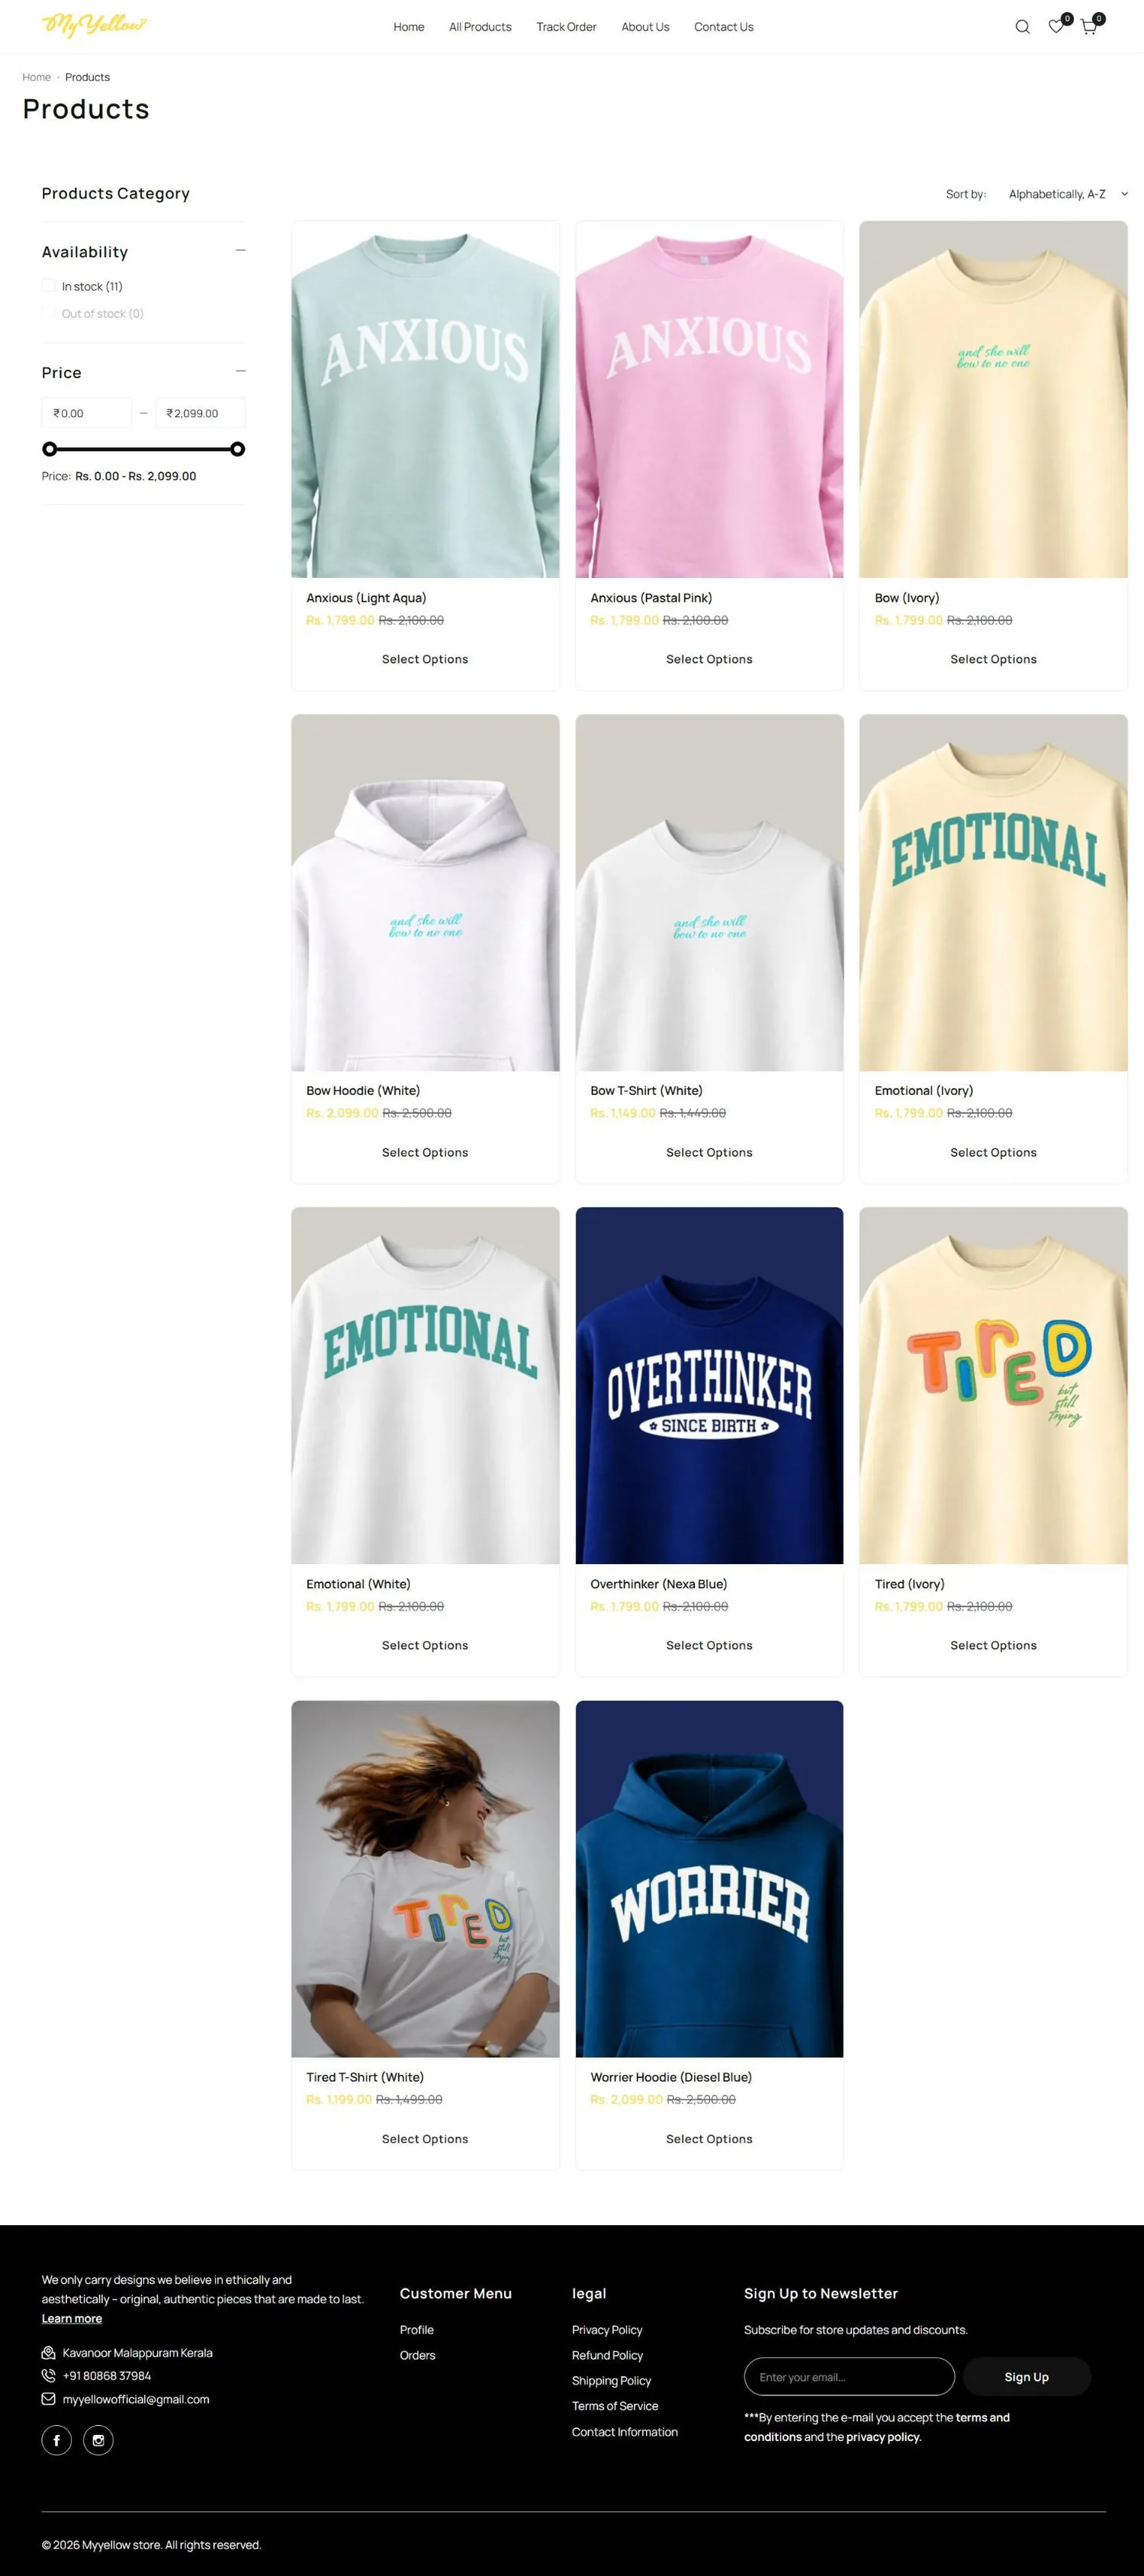 MyYellow
Home
All Products
Track Order
About Us
Contact Us
0
0
Home • Products
Products
Products Category
Sort by: Alphabetically, A-Z
Availability
In stock (11)
Out of stock (0)
Price
₹0.00 – ₹2,099.00
Price: Rs. 0.00 - Rs. 2,099.00
ANXIOUS
Anxious (Light Aqua)
Rs. 1,799.00 Rs. 2,100.00
Select Options
ANXIOUS
Anxious (Pastal Pink)
Rs. 1,799.00 Rs. 2,100.00
Select Options
and she will
bow to no one
Bow (Ivory)
Rs. 1,799.00 Rs. 2,100.00
Select Options
and she will
bow to no one
Bow Hoodie (White)
Rs. 2,099.00 Rs. 2,500.00
Select Options
and she will
bow to no one
Bow T-Shirt (White)
Rs. 1,149.00 Rs. 1,449.00
Select Options
EMOTIONAL
Emotional (Ivory)
Rs. 1,799.00 Rs. 2,100.00
Select Options
EMOTIONAL
Emotional (White)
Rs. 1,799.00 Rs. 2,100.00
Select Options
OVERTHINKER
SINCE BIRTH
Overthinker (Nexa Blue)
Rs. 1,799.00 Rs. 2,100.00
Select Options
TirED
but
still
trying
Tired (Ivory)
Rs. 1,799.00 Rs. 2,100.00
Select Options
TirED
but
still
trying
Tired T-Shirt (White)
Rs. 1,199.00 Rs. 1,499.00
Select Options
WORRIER
Worrier Hoodie (Diesel Blue)
Rs. 2,099.00 Rs. 2,500.00
Select Options
We only carry designs we believe in ethically and
aesthetically – original, authentic pieces that are made to last.
Learn more
Kavanoor Malappuram Kerala
+91 80868 37984
myyellowofficial@gmail.com
Customer Menu
Profile
Orders
legal
Privacy Policy
Refund Policy
Shipping Policy
Terms of Service
Contact Information
Sign Up to Newsletter
Subscribe for store updates and discounts.
Enter your email...
Sign Up
***By entering the e-mail you accept the terms and
conditions and the privacy policy.
© 2026 Myyellow store. All rights reserved.